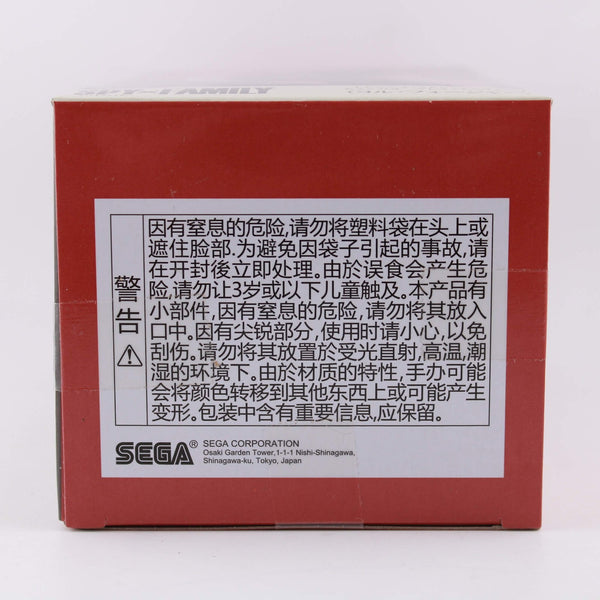 SPY×FAMILY
警告
因有窒息的危险,请勿将塑料袋在头上或
遮住脸部.为避免因袋子引起的事故,请
在开封後立即处理。由於误食会产生危
险,请勿让3岁或以下儿童触及。本产品有
小部件,因有窒息的危险,请勿将其放入
口中。因有尖锐部分,使用时请小心,以免
刮伤。请勿将其放置於受光直射,高温,潮
湿的环境下。由於材质的特性,手办可能
会将颜色转移到其他东西上或可能产生
变形。包装中含有重要信息,应保留。
SEGA®
SEGA CORPORATION
Osaki Garden Tower,1-1-1 Nishi-Shinagawa,
Shinagawa-ku, Tokyo, Japan